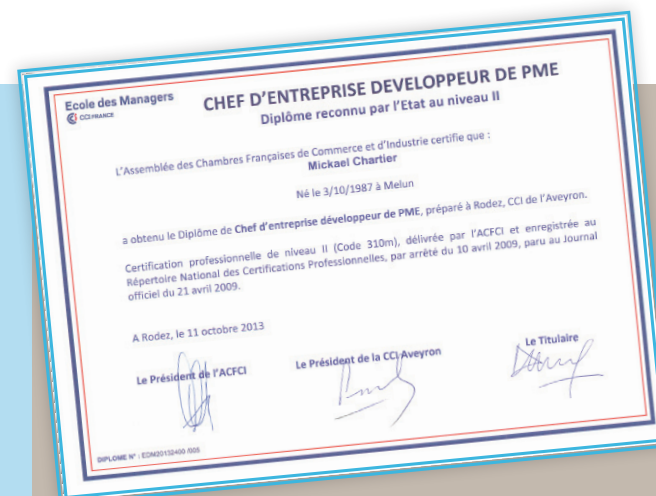 Ecole des Managers
CCI FRANCE
CHEF D'ENTREPRISE DEVELOPPEUR DE PME
Diplôme reconnu par l'Etat au niveau II
L'Assemblée des Chambres Françaises de Commerce et d'Industrie certifie que :
Mickael Chartier
Né le 3/10/1987 à Melun
a obtenu le Diplôme de Chef d'entreprise développeur de PME, préparé à Rodez, CCI de l'Aveyron.
Certification professionnelle de niveau II (Code 310m), délivrée par l'ACFCI et enregistrée au
Répertoire National des Certifications Professionnelles, par arrêté du 10 avril 2009, paru au Journal
officiel du 21 avril 2009.
A Rodez, le 11 octobre 2013
Le Président de l'ACFCI
Le Président de la CCI Aveyron
Le Titulaire
DIPLOME N° : EDM20132400 /005